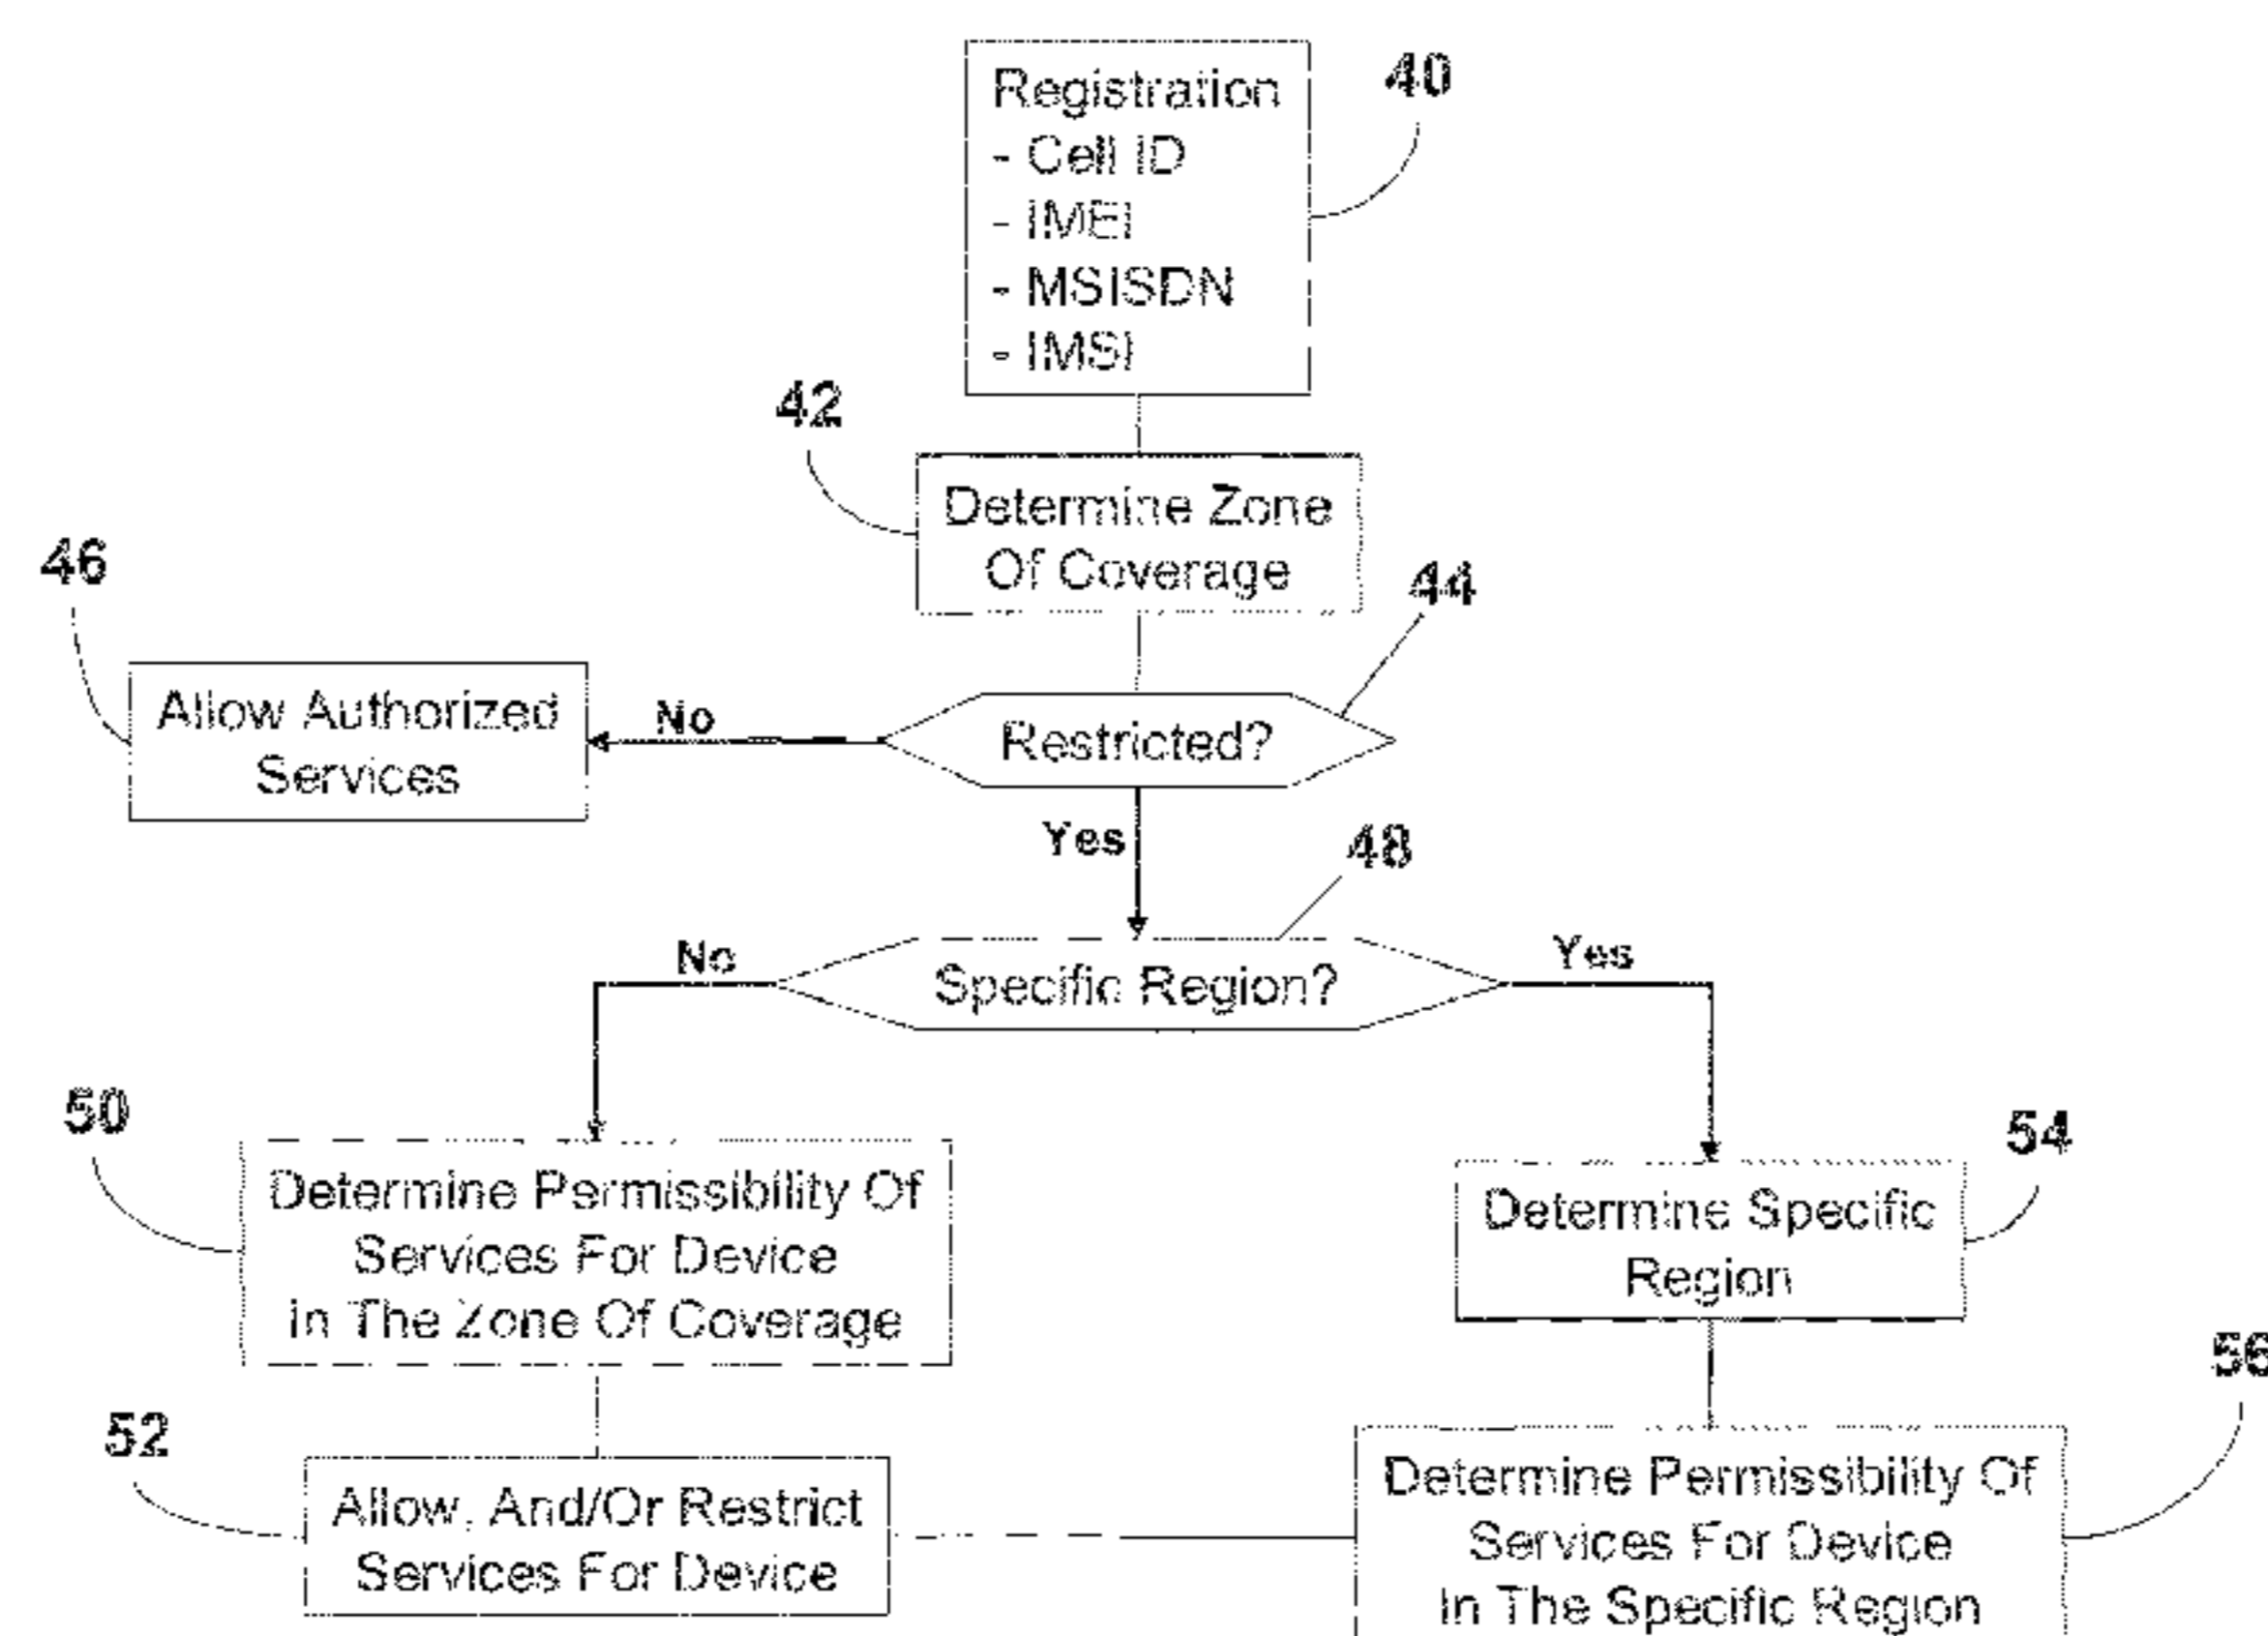 Registration
- Cell ID
- IMEI
- MSISDN
- IMSI
40
42
Determine Zone
Of Coverage
44
46
Allow Authorized
Services
No
Restricted?
Yes
48
No
Specific Region?
Yes
50
Determine Permissibility Of
Services For Device
In The Zone Of Coverage
54
Determine Specific
Region
52
Allow, And/Or Restrict
Services For Device
56
Determine Permissibility Of
Services For Device
In The Specific Region